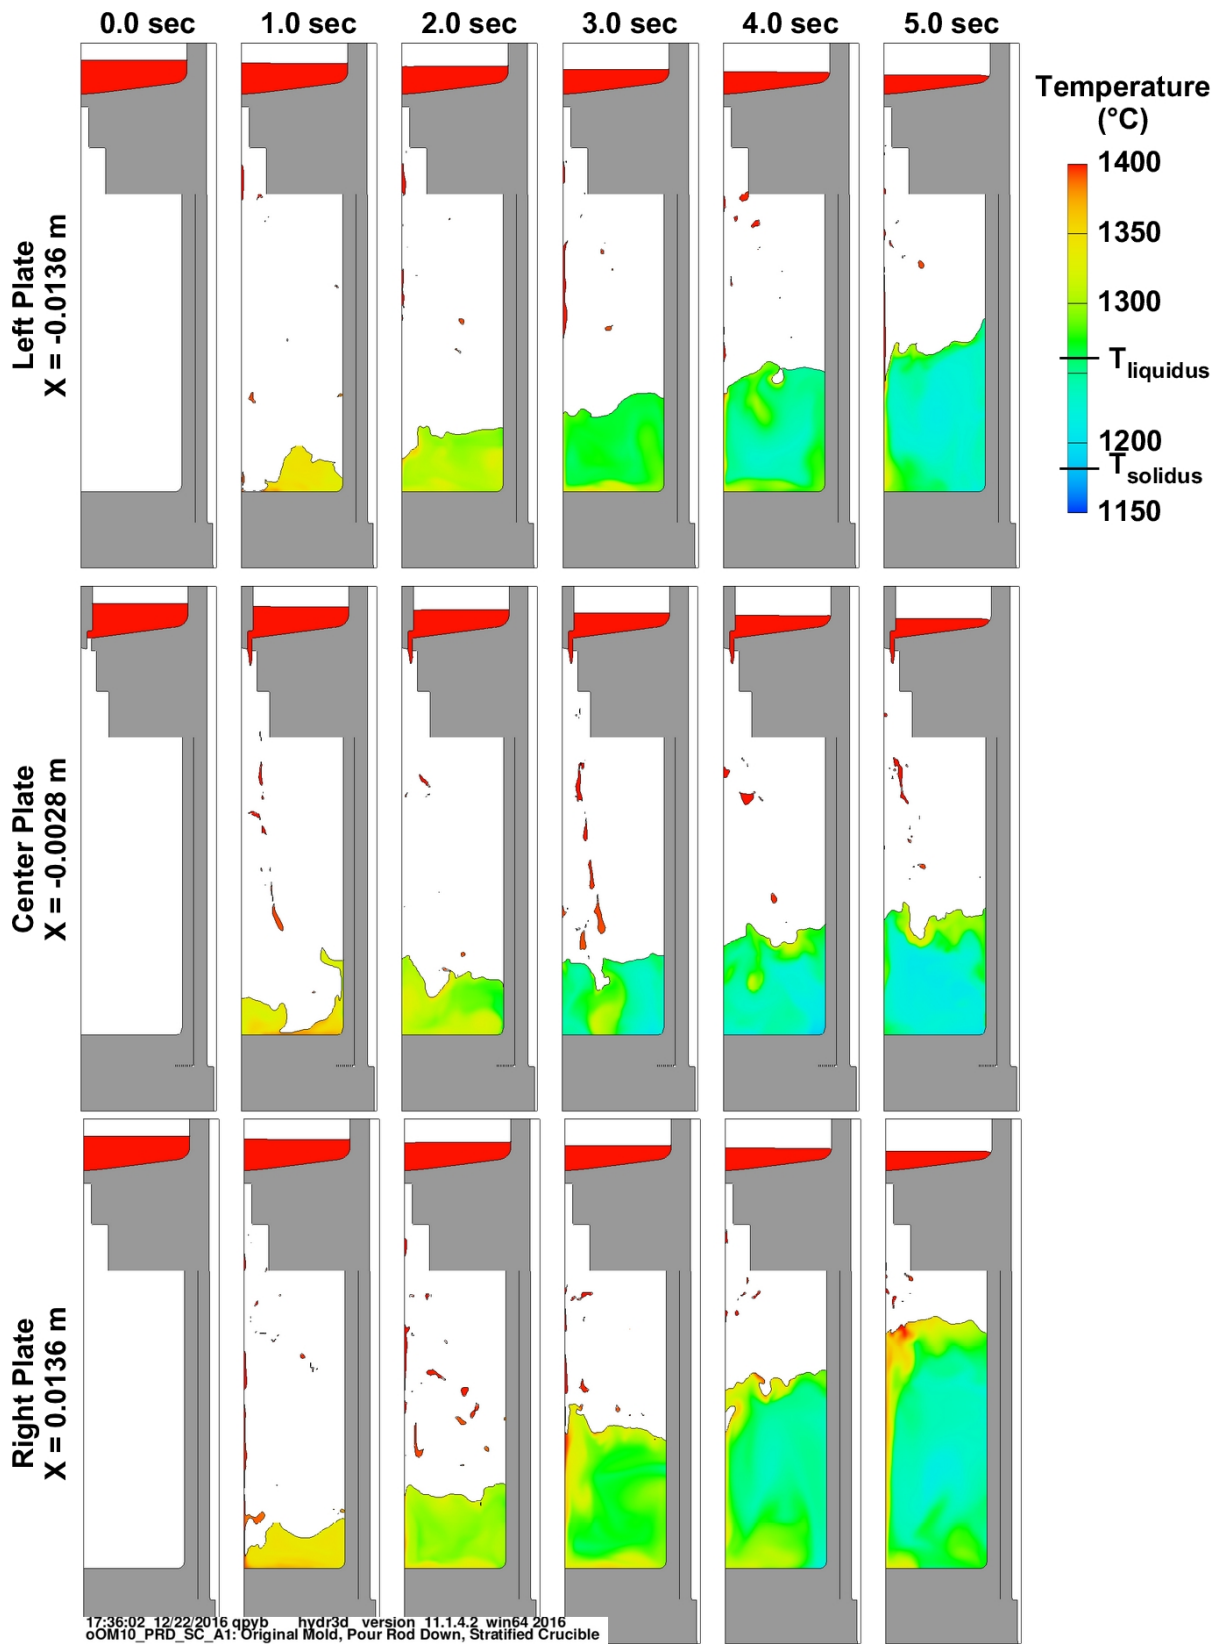 0.0 sec 1.0 sec 2.0 sec 3.0 sec 4.0 sec 5.0 sec
Temperature
(°C)
1400
1350
1300
T liquidus
1200
T solidus
1150
Left Plate
X = -0.0136 m
Center Plate
X = -0.0028 m
Right Plate
X = 0.0136 m
17:36:02 12/22/2016 qpyb hydr3d version 11.1.4.2 win64 2016
oOM10_PRD_SC_A1: Original Mold, Pour Rod Down, Stratified Crucible